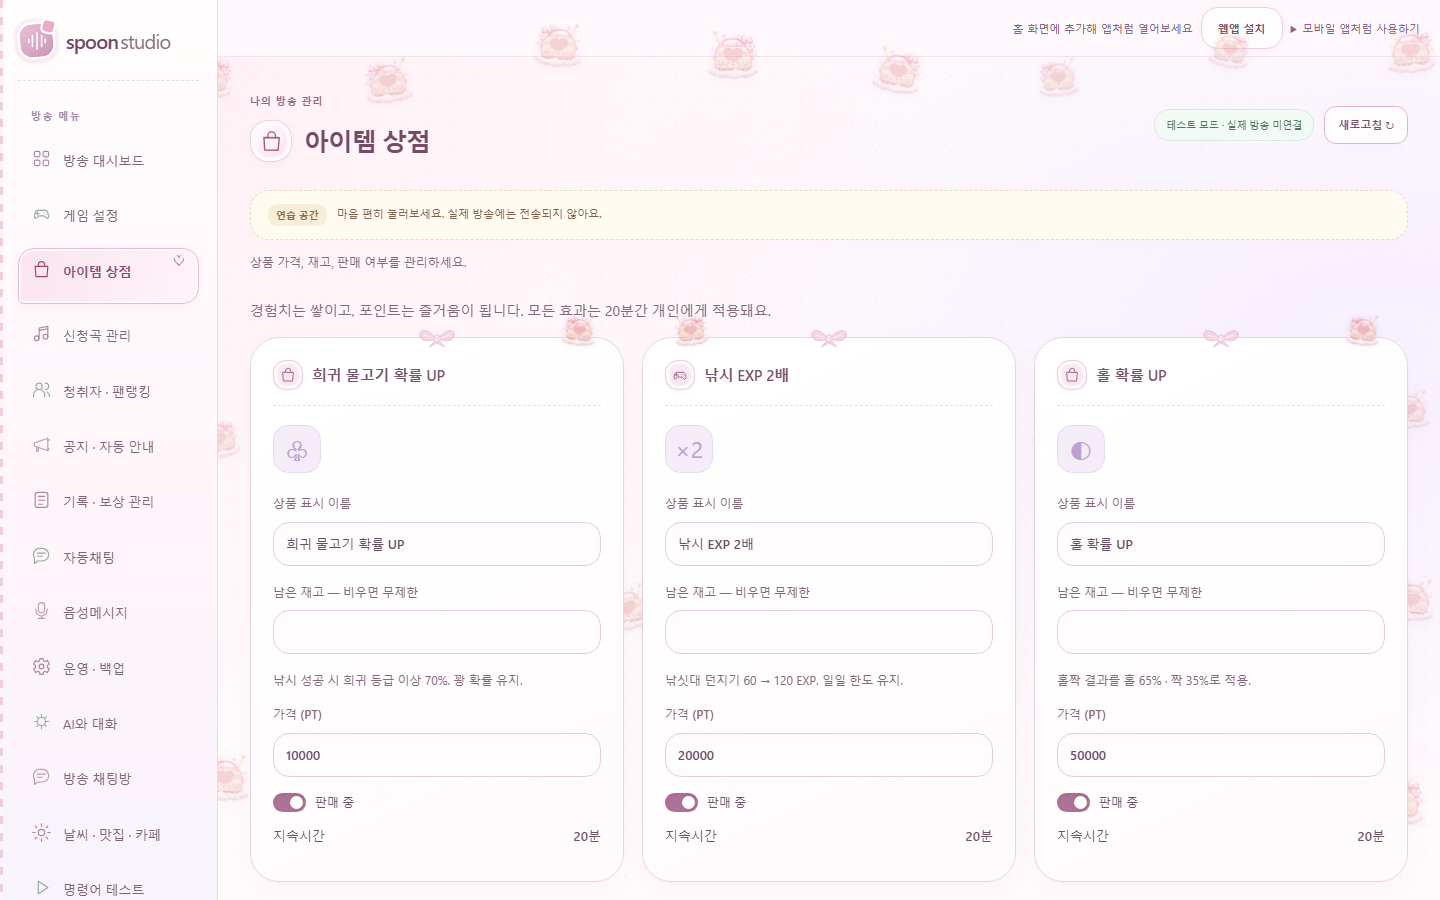 spoonstudio
방송 메뉴
방송 대시보드
게임 설정
아이템 상점
신청곡 관리
청취자 · 팬랭킹
공지 · 자동 안내
기록 · 보상 관리
자동채팅
음성메시지
운영 · 백업
AI와 대화
방송 채팅방
날씨 · 맛집 · 카페
명령어 테스트
홈 화면에 추가해 앱처럼 열어보세요
웹앱 설치
▶ 모바일 앱처럼 사용하기
나의 방송 관리
아이템 상점
테스트 모드 · 실제 방송 미연결
새로고침 ↻
연습 공간 마음 편히 눌러보세요. 실제 방송에는 전송되지 않아요.
상품 가격, 재고, 판매 여부를 관리하세요.
경험치는 쌓이고, 포인트는 즐거움이 됩니다. 모든 효과는 20분간 개인에게 적용돼요.
희귀 물고기 확률 UP
♧
상품 표시 이름
희귀 물고기 확률 UP
남은 재고 — 비우면 무제한
낚시 성공 시 희귀 등급 이상 70%. 꽝 확률 유지.
가격 (PT)
10000
판매 중
지속시간 20분
낚시 EXP 2배
×2
상품 표시 이름
낚시 EXP 2배
남은 재고 — 비우면 무제한
낚싯대 던지기 60 → 120 EXP. 일일 한도 유지.
가격 (PT)
20000
판매 중
지속시간 20분
홀 확률 UP
◐
상품 표시 이름
홀 확률 UP
남은 재고 — 비우면 무제한
홀짝 결과를 홀 65% · 짝 35%로 적용.
가격 (PT)
50000
판매 중
지속시간 20분